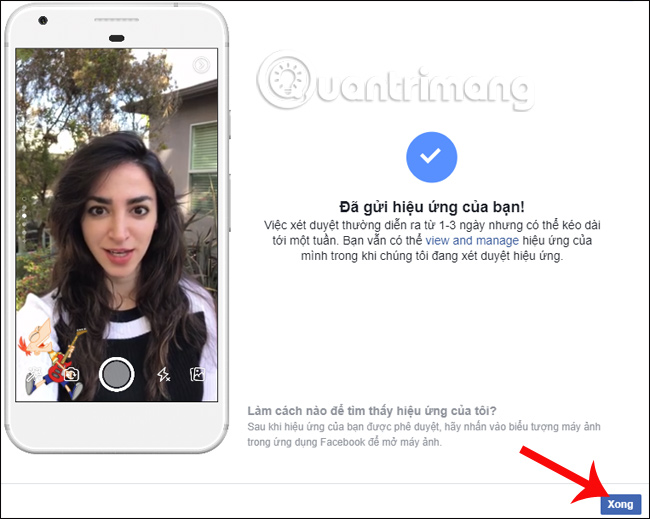 Quantrimang
Đã gửi hiệu ứng của bạn!
Việc xét duyệt thường diễn ra từ 1-3 ngày nhưng có thể kéo dài
tới một tuần. Bạn vẫn có thể view and manage hiệu ứng của
mình trong khi chúng tôi đang xét duyệt hiệu ứng.
Làm cách nào để tìm thấy hiệu ứng của tôi?
Sau khi hiệu ứng của bạn được phê duyệt, hãy nhấn vào biểu tượng máy ảnh
trong ứng dụng Facebook để mở máy ảnh.
Xong